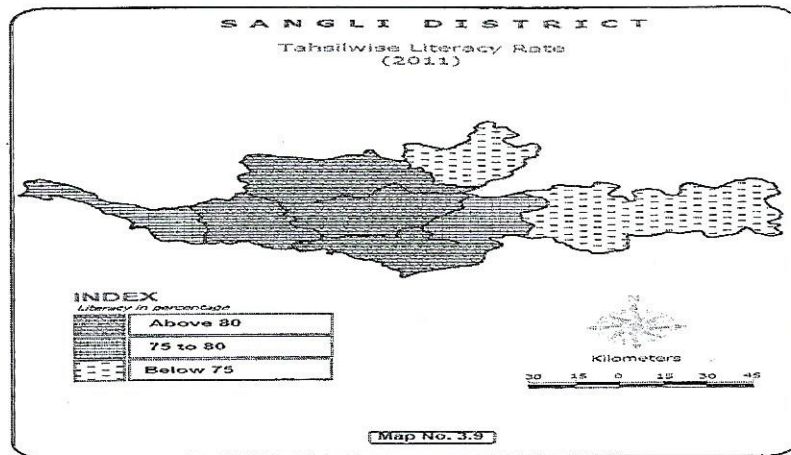 SANGLI DISTRICT
Tahsilwise Literacy Rate
(2011)
INDEX
Literacy in percentage
Above 80
75 to 80
Below 75
N
Kilometers
30 15 0 15 30 45
Map No. 3.9